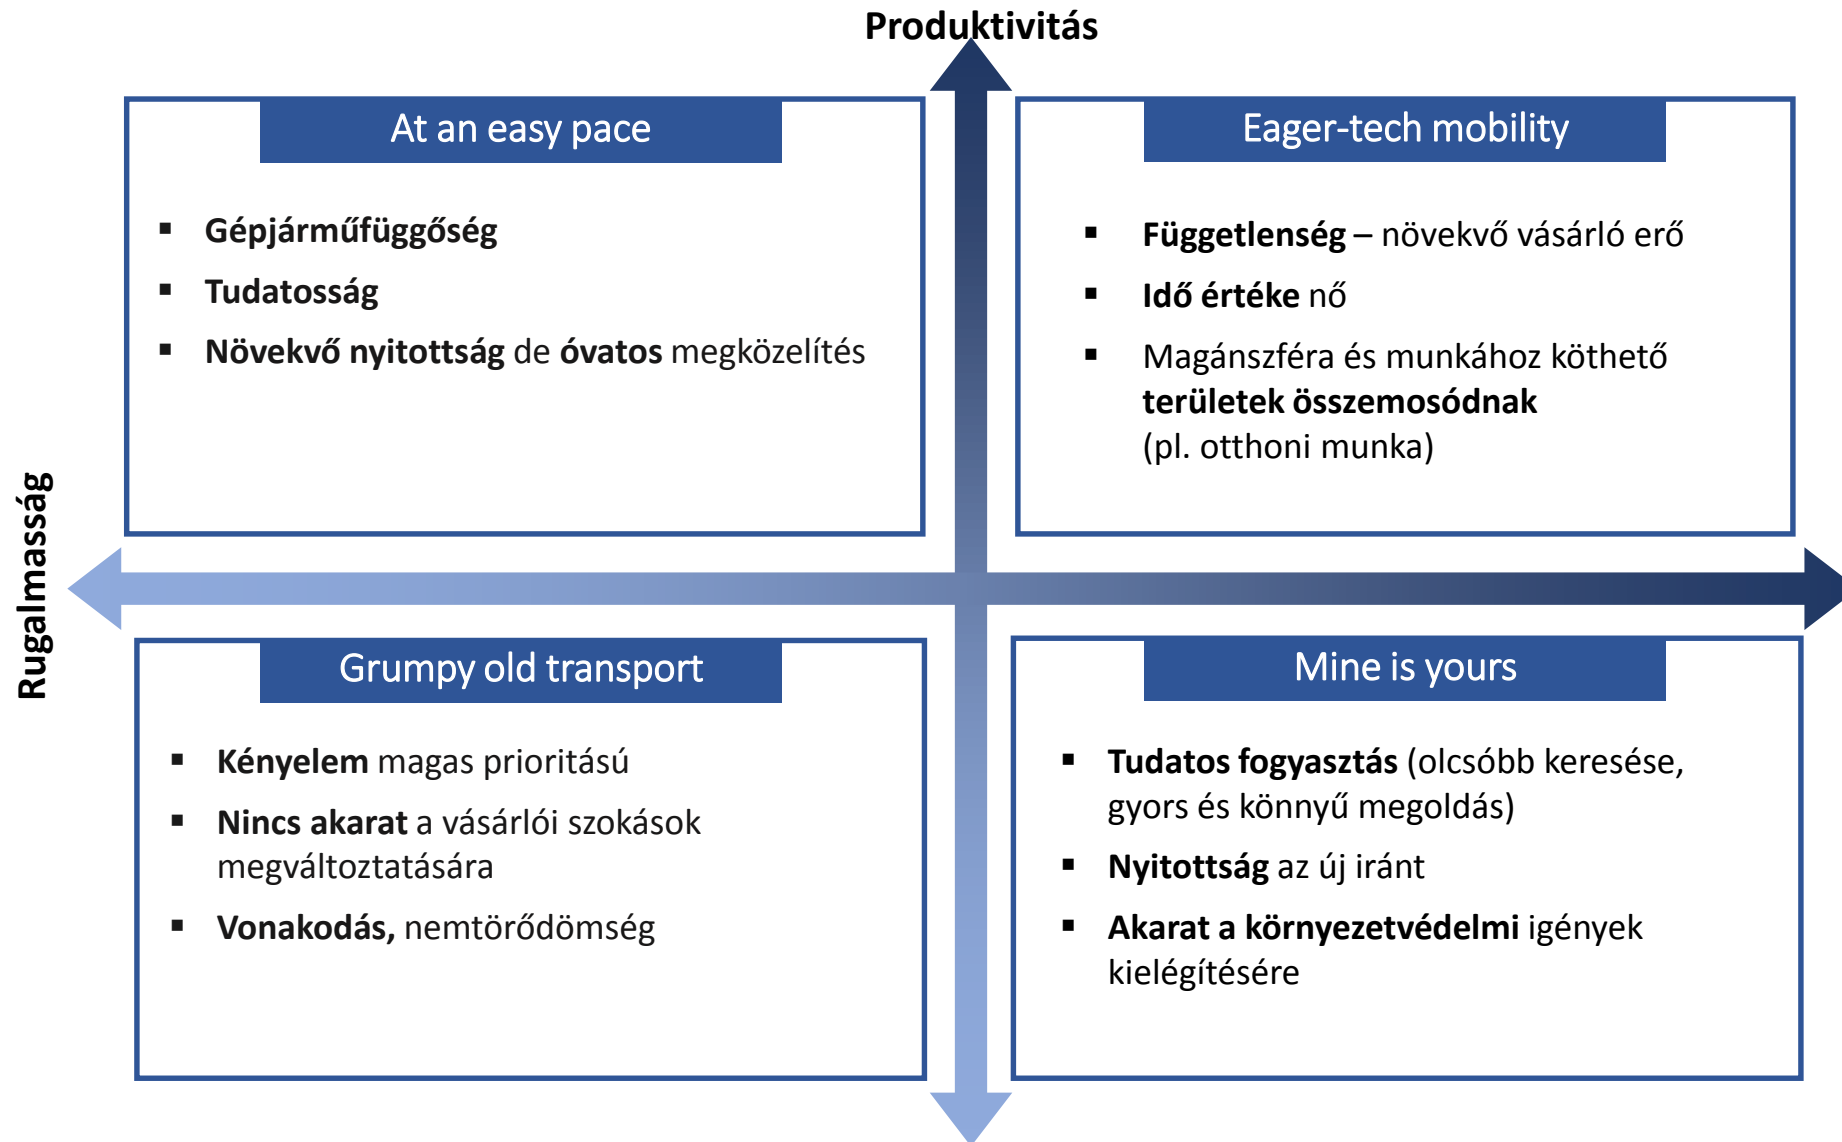 Produktivitás
At an easy pace
▪ Gépjárműfüggőség
▪ Tudatosság
▪ Növekvő nyitottság de óvatos megközelítés
Eager-tech mobility
▪ Függetlenség – növekvő vásárló erő
▪ Idő értéke nő
▪ Magánszféra és munkához köthető
területek összemosódnak
(pl. otthoni munka)
Rugalmasság
Grumpy old transport
▪ Kényelem magas prioritású
▪ Nincs akarat a vásárlói szokások
megváltoztatására
▪ Vonakodás, nemtörődömség
Mine is yours
▪ Tudatos fogyasztás (olcsóbb keresése,
gyors és könnyű megoldás)
▪ Nyitottság az új iránt
▪ Akarat a környezetvédelmi igények
kielégítésére